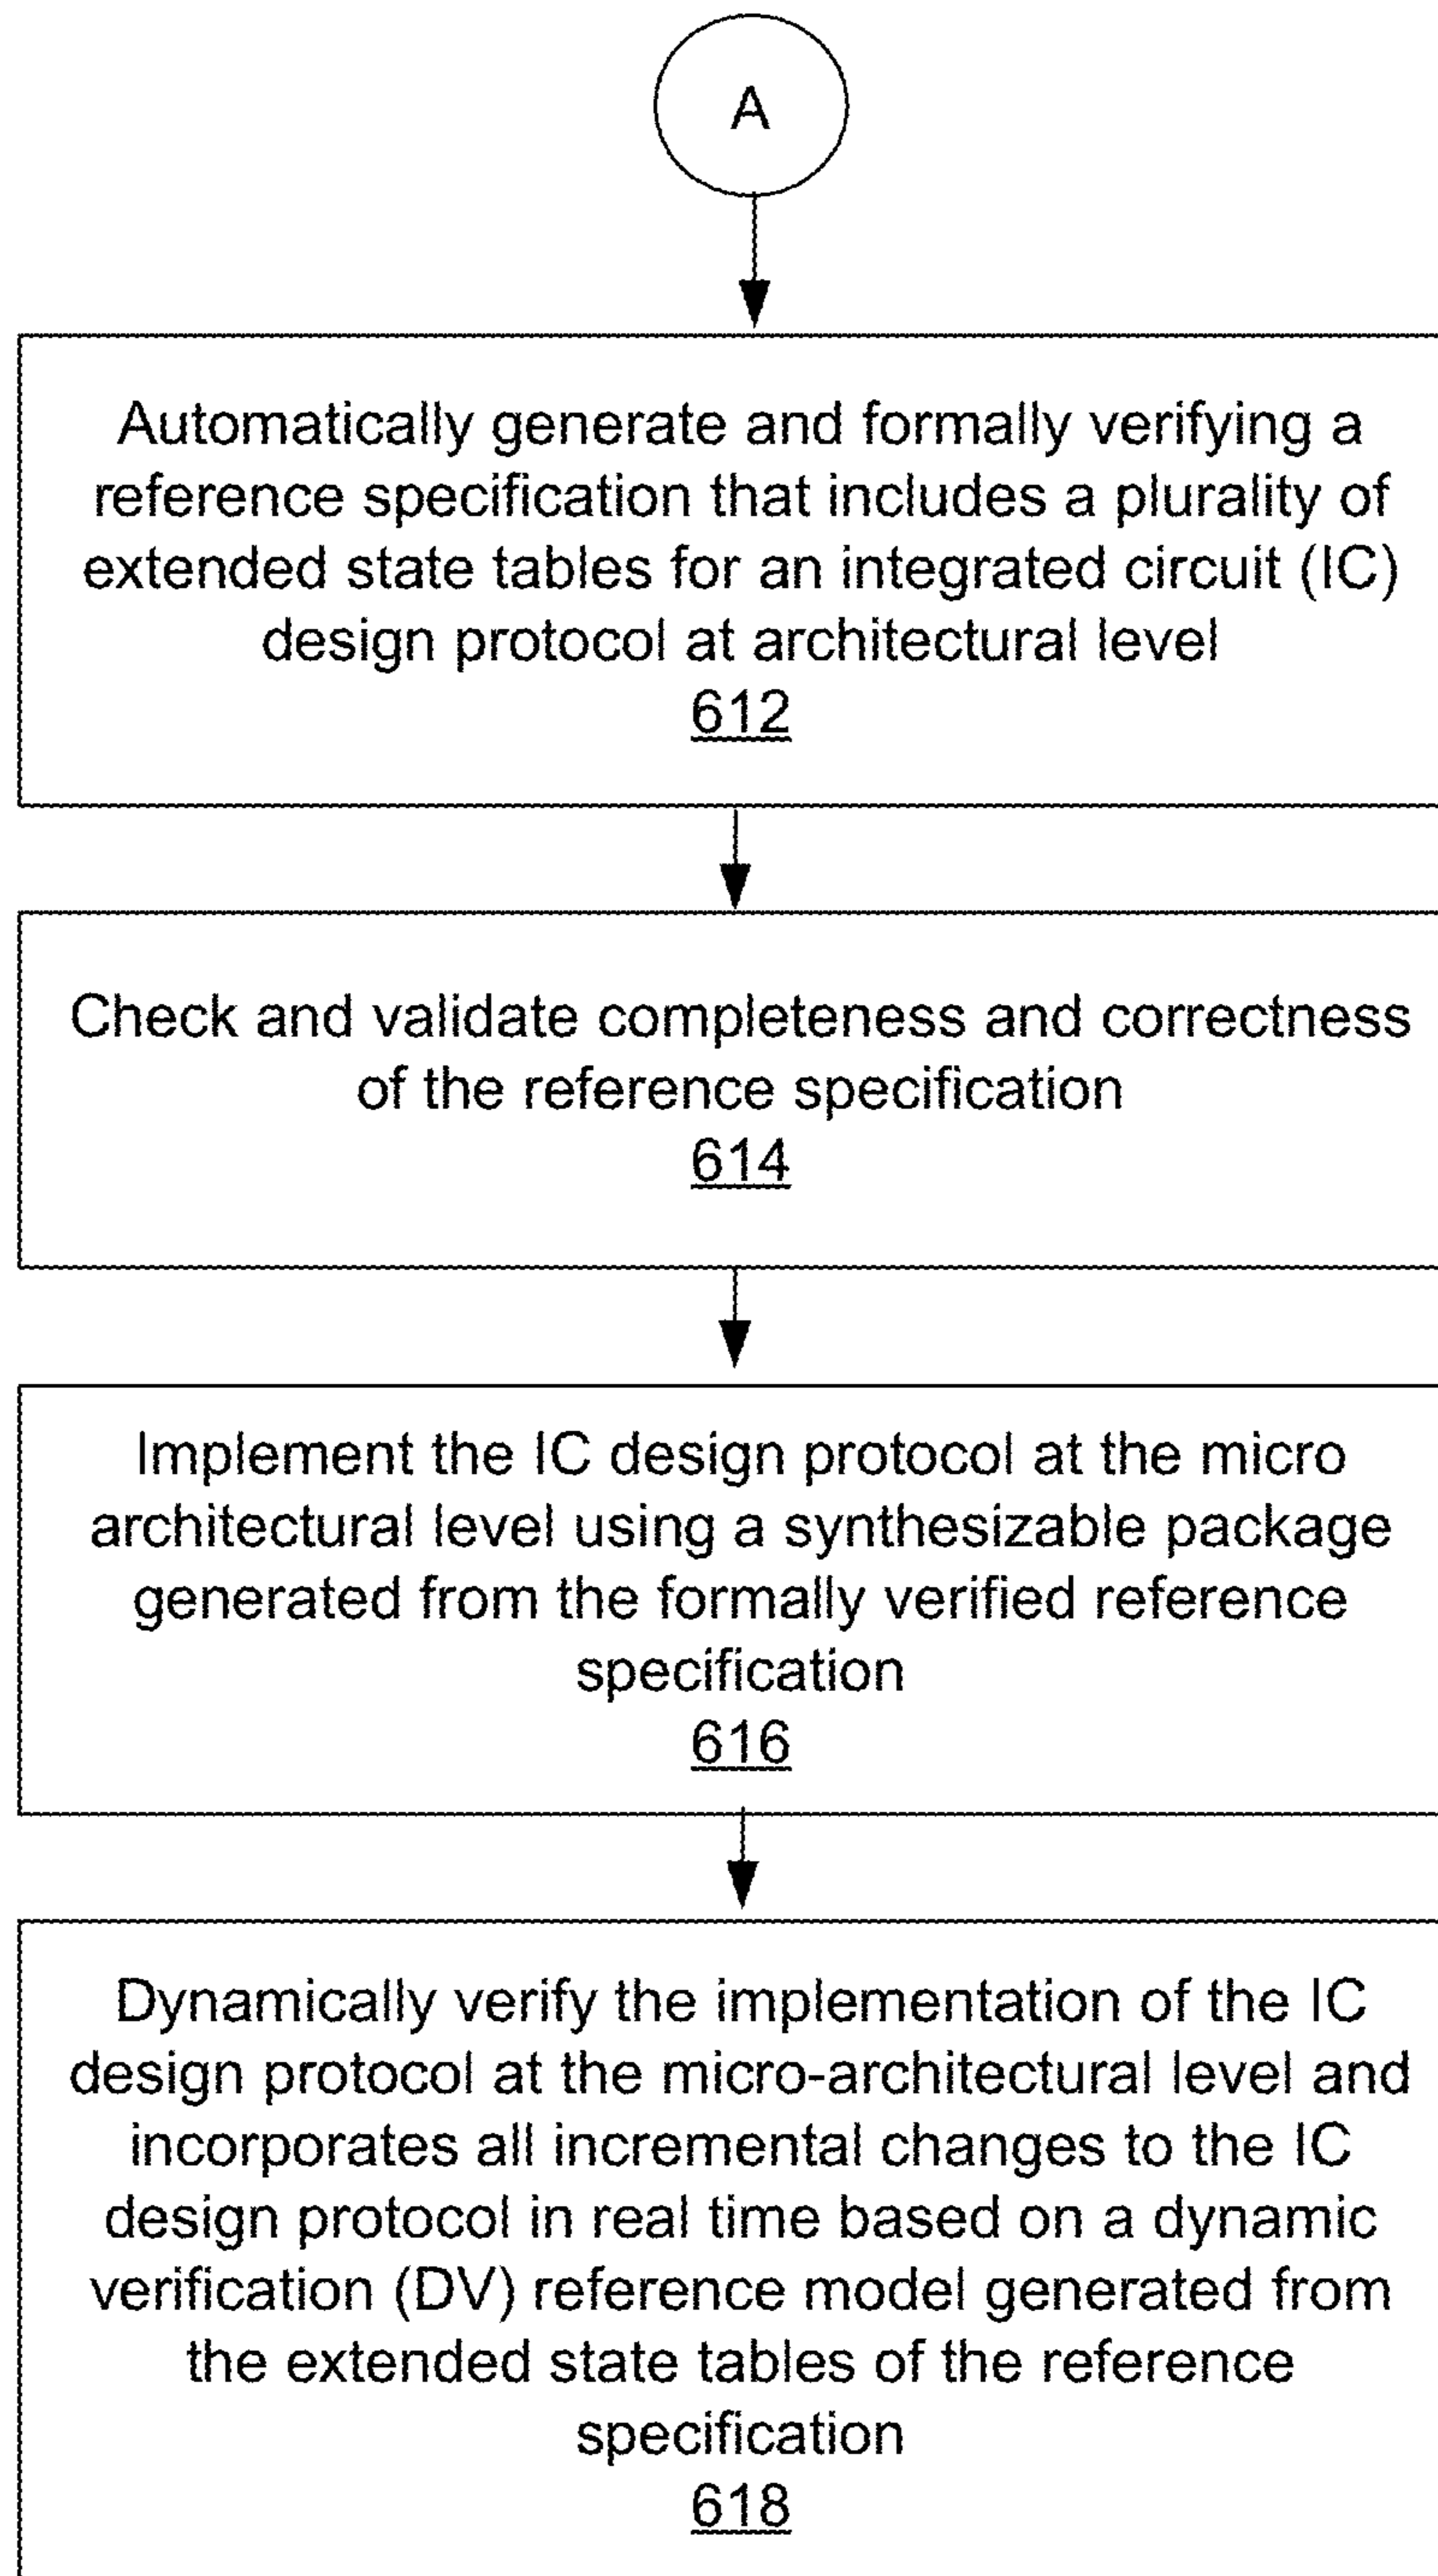 A
Automatically generate and formally verifying a
reference specification that includes a plurality of
extended state tables for an integrated circuit (IC)
design protocol at architectural level
612
Check and validate completeness and correctness
of the reference specification
614
Implement the IC design protocol at the micro
architectural level using a synthesizable package
generated from the formally verified reference
specification
616
Dynamically verify the implementation of the IC
design protocol at the micro-architectural level and
incorporates all incremental changes to the IC
design protocol in real time based on a dynamic
verification (DV) reference model generated from
the extended state tables of the reference
specification
618